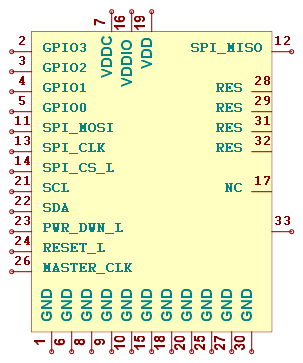 7 16 19
VDDC VDDIO VDD
2 GPIO3 SPI_MISO 12
3 GPIO2
4 GPIO1 RES 28
5 GPIO0 RES 29
11 SPI_MOSI RES 31
13 SPI_CLK RES 32
14 SPI_CS_L
21 SCL NC 17
22 SDA
23 PWR_DWN_L 33
24 RESET_L
26 MASTER_CLK
GND GND GND GND GND GND GND GND GND GND GND
1 6 8 9 10 15 18 20 25 27 30